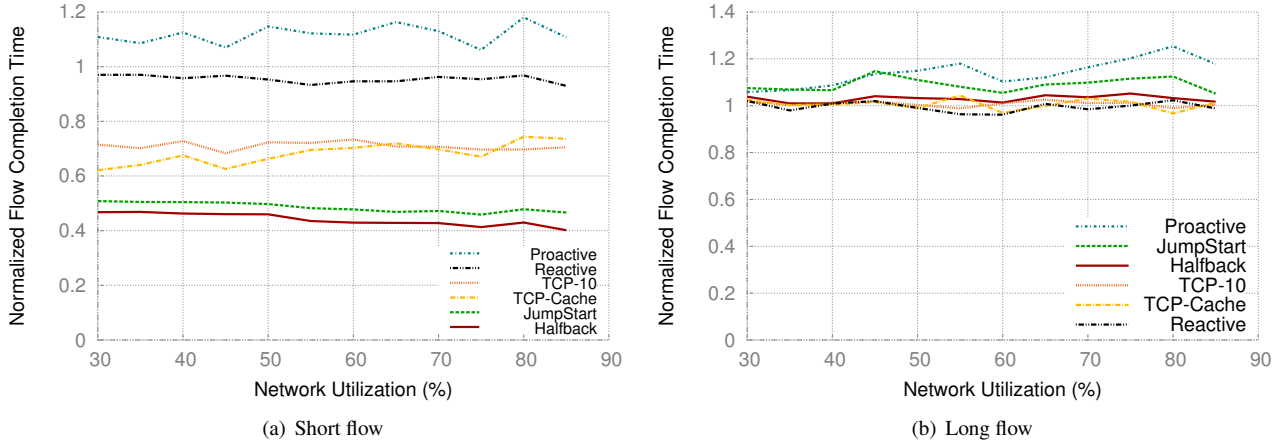 Normalized Flow Completion Time
1.2
1
0.8
0.6
0.4
0.2
0
30 40 50 60 70 80 90
Network Utilization (%)
Proactive
Reactive
TCP-10
TCP-Cache
JumpStart
Halfback
(a) Short flow
Normalized Flow Completion Time
1.4
1.2
1
0.8
0.6
0.4
0.2
0
30 40 50 60 70 80 90
Network Utilization (%)
Proactive
JumpStart
Halfback
TCP-10
TCP-Cache
Reactive
(b) Long flow